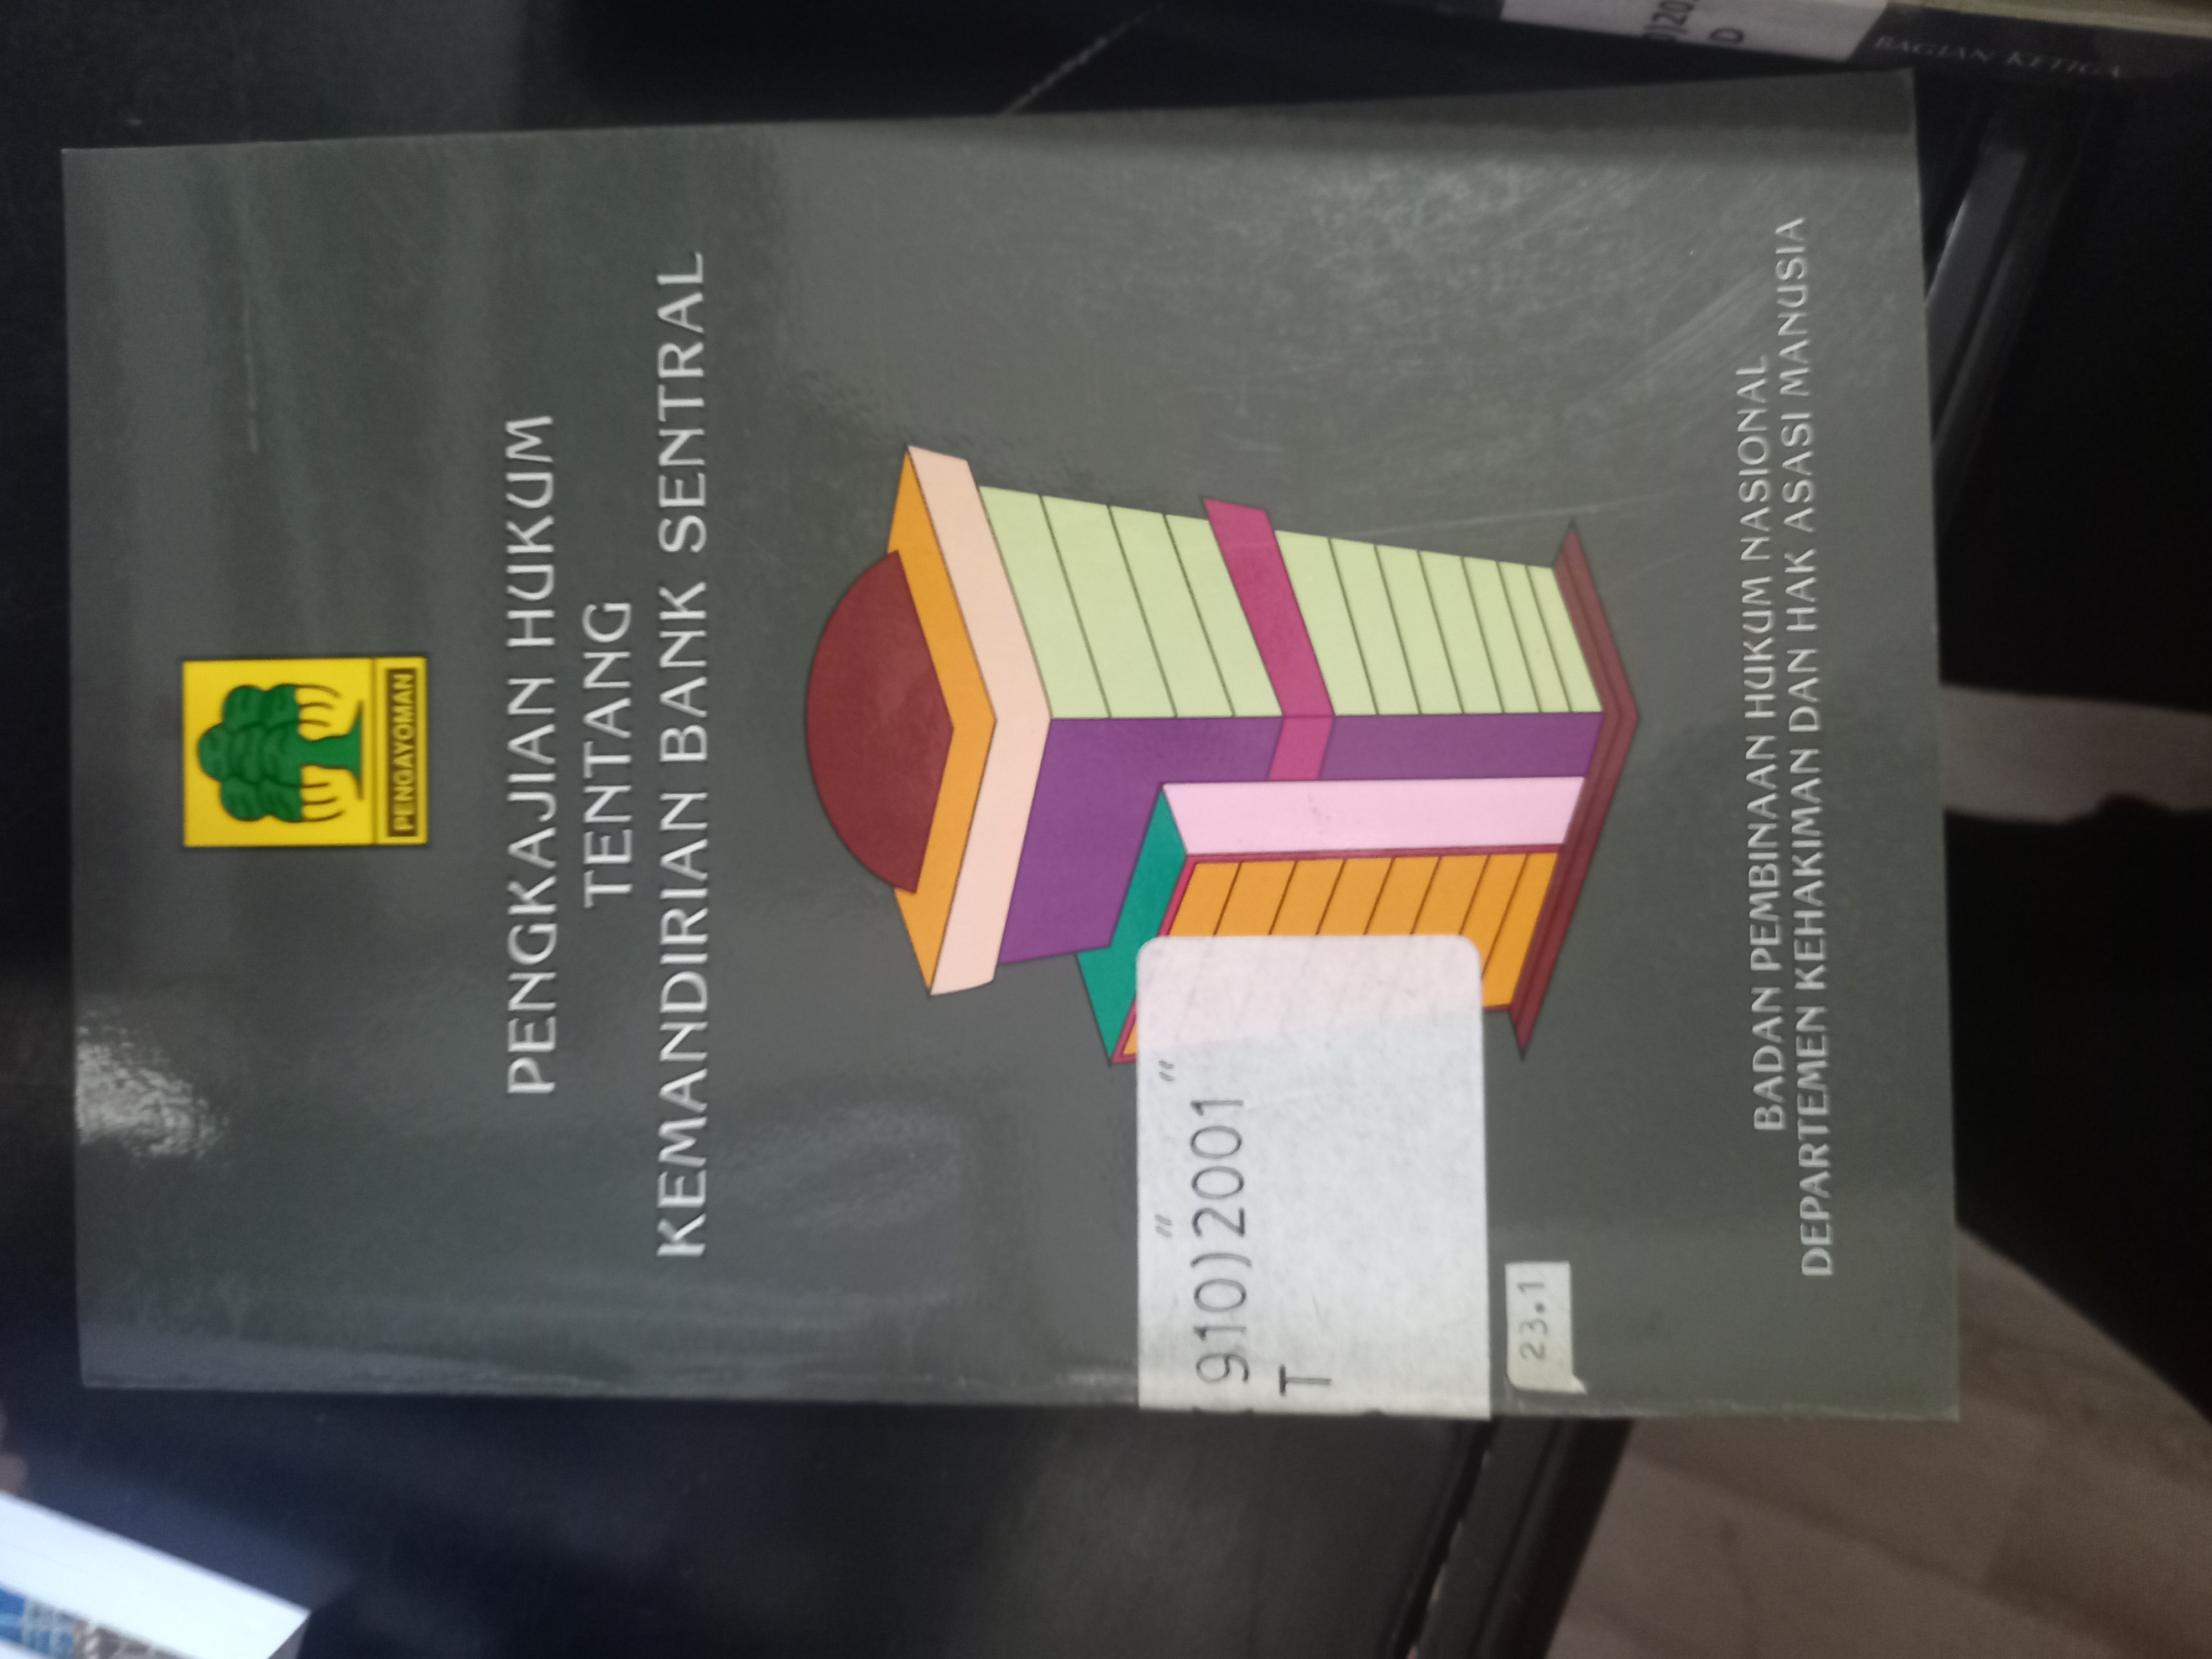 PENGAYOMAN
PENGKAJIAN HUKUM
TENTANG
KEMANDIRIAN BANK SENTRAL
" "
910)2001
T
23.1
BADAN PEMBINAAN HUKUM NASIONAL
DEPARTEMEN KEHAKIMAN DAN HAK ASASI MANUSIA
D
BAGIAN KETIGA